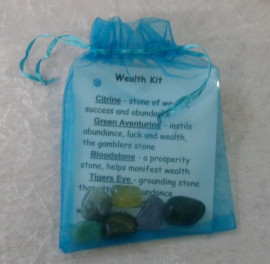 Wealth Kit
Citrine - stone of
success and abundance
Green Aventurine - instils
abundance, luck and wealth,
the gamblers stone
Bloodstone - a prosperity
stone, helps manifest wealth
Tigers Eye - grounding stone